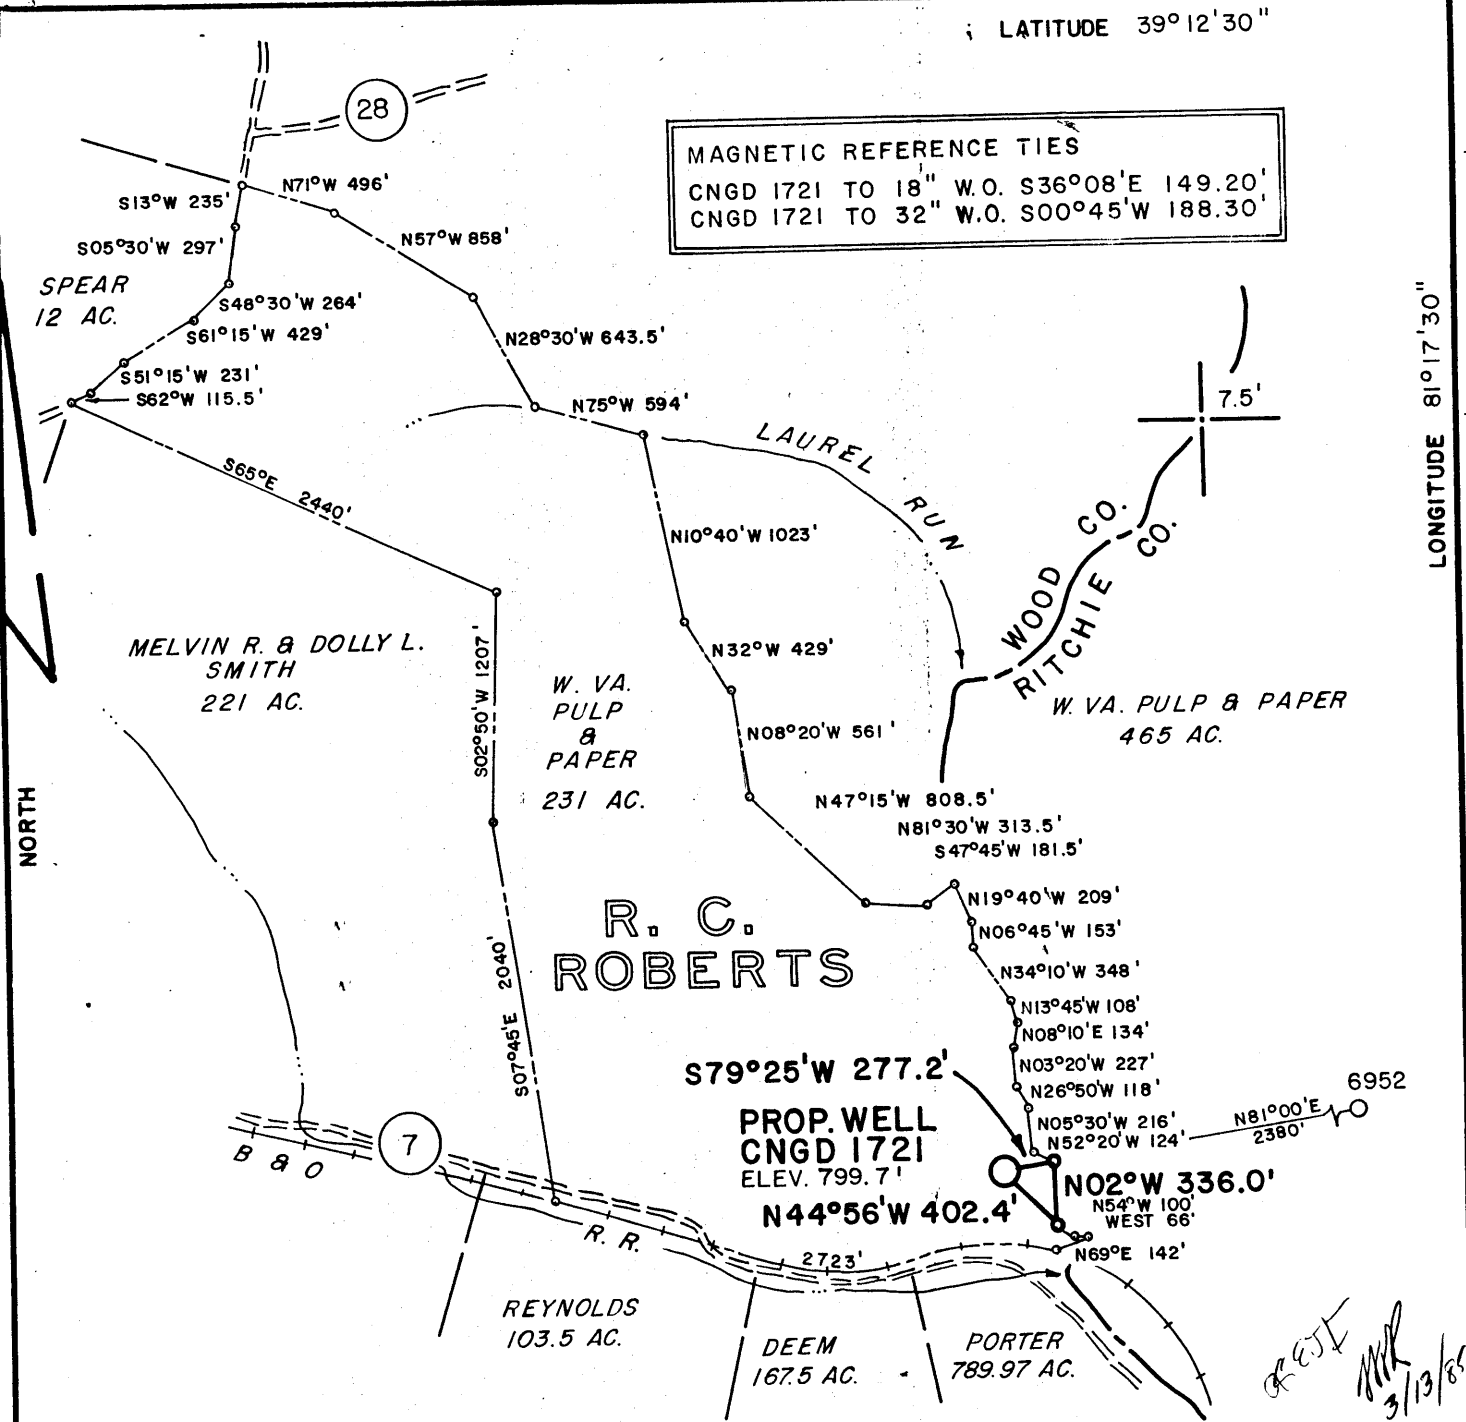 LATITUDE 39°12'30"
28
MAGNETIC REFERENCE TIES
CNGD 1721 TO 18" W.O. S36°08'E 149.20'
CNGD 1721 TO 32" W.O. S00°45'W 188.30'
N71°W 496'
S13°W 235'
N57°W 858'
S05°30'W 297'
SPEAR
12 AC.
S48°30'W 264'
S61°15'W 429'
N28°30'W 643.5'
S51°15'W 231'
S62°W 115.5'
N75°W 594'
7.5'
LONGITUDE 81°17'30"
LAUREL RUN
S65°E 2440'
N10°40'W 1023'
WOOD CO.
RITCHIE CO.
MELVIN R. & DOLLY L.
SMITH
221 AC.
S02°50'W 1207'
N32°W 429'
W. VA.
PULP
&
PAPER
231 AC.
W. VA. PULP & PAPER
465 AC.
N08°20'W 561'
NORTH
N47°15'W 808.5'
N81°30'W 313.5'
S47°45'W 181.5'
R. C.
ROBERTS
N19°40'W 209'
N06°45'W 153'
N34°10'W 348'
S07°45'E 2040'
N13°45'W 108'
N08°10'E 134'
N03°20'W 227'
N26°50'W 118'
N05°30'W 216'
N52°20'W 124'
S79°25'W 277.2'
6952
N81°00'E
2380'
PROP. WELL
CNGD 1721
ELEV. 799.7'
N44°56'W 402.4'
N02°W 336.0'
N54°W 100'
WEST 66'
N69°E 142'
7
B & O
R. R.
2723'
REYNOLDS
103.5 AC.
DEEM
167.5 AC.
PORTER
789.97 AC.
3/13/85